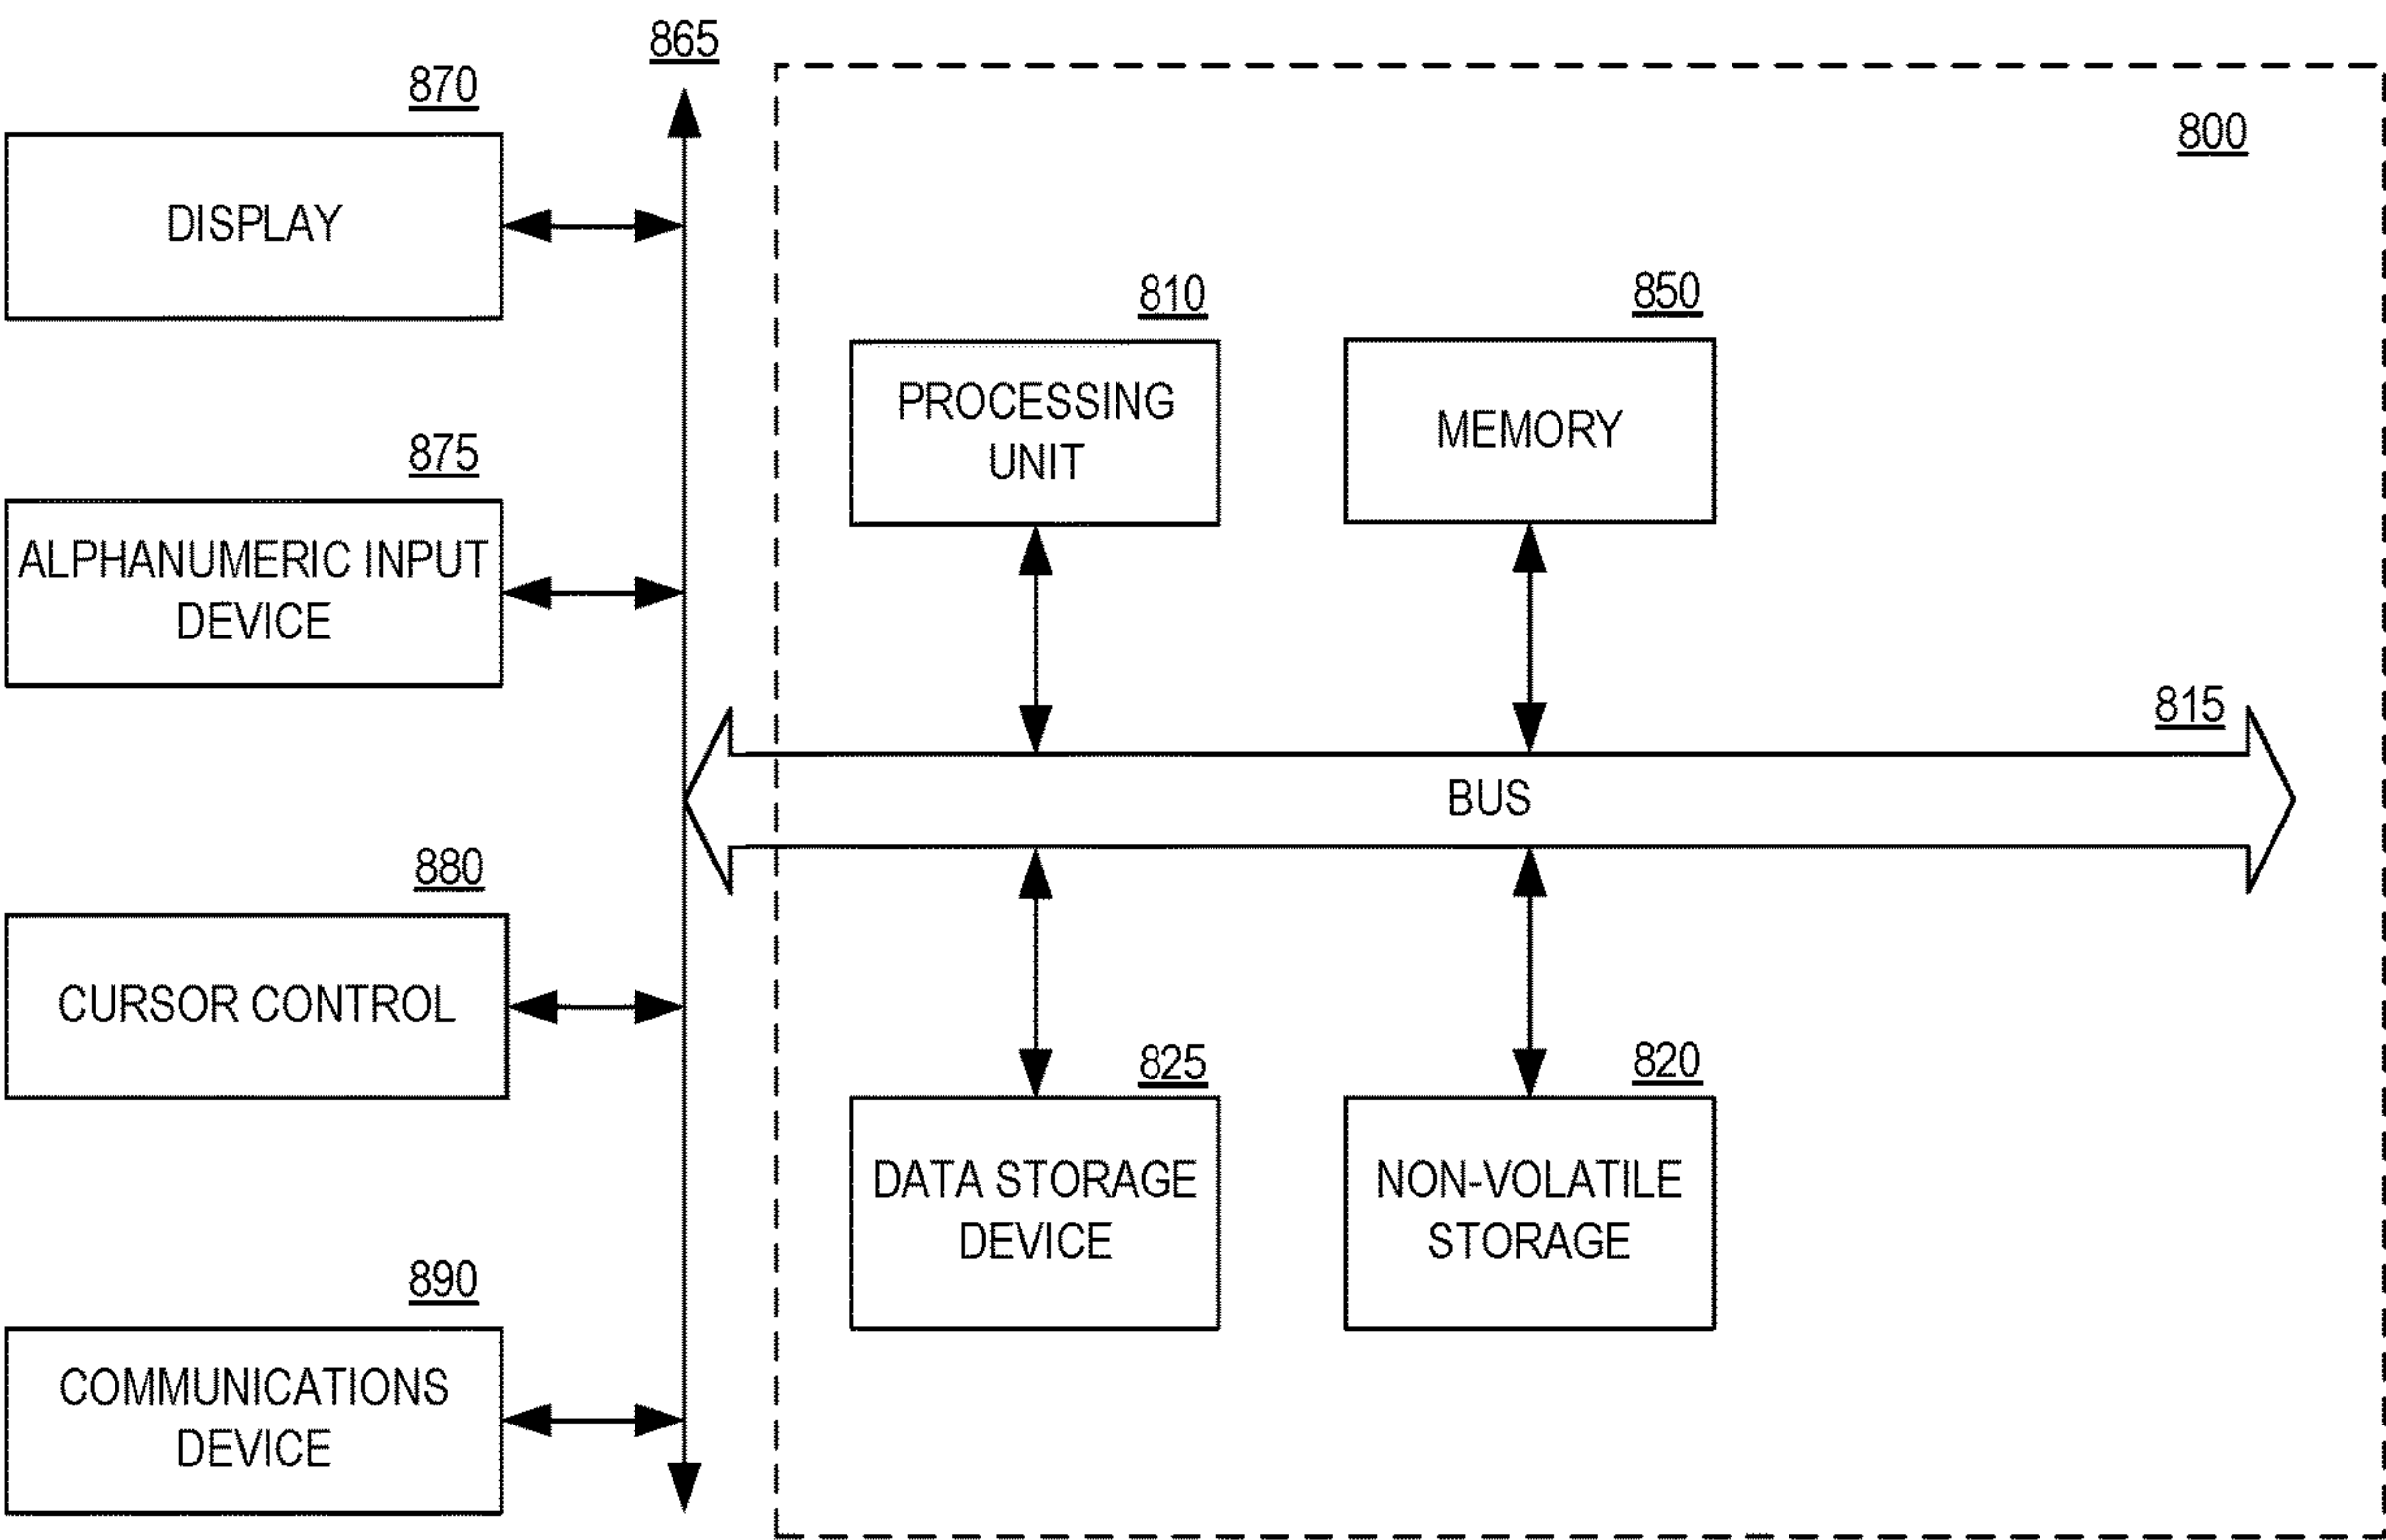 865
870
800
DISPLAY
810
850
PROCESSING
UNIT
MEMORY
875
ALPHANUMERIC INPUT
DEVICE
815
BUS
880
CURSOR CONTROL
825
820
DATA STORAGE
DEVICE
NON-VOLATILE
STORAGE
890
COMMUNICATIONS
DEVICE